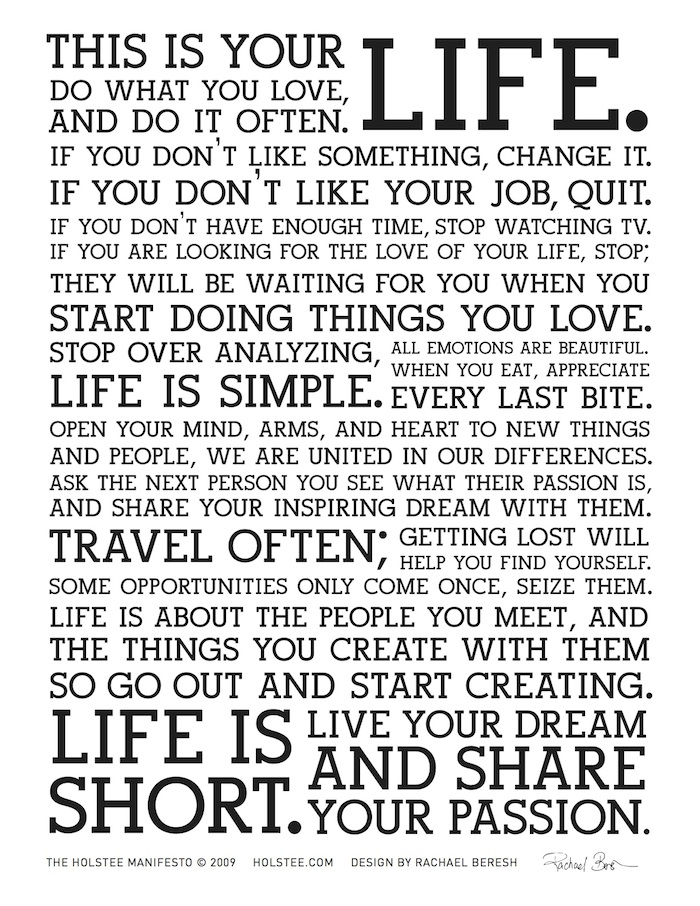 THIS IS YOUR LIFE.
DO WHAT YOU LOVE,
AND DO IT OFTEN.
IF YOU DON'T LIKE SOMETHING, CHANGE IT.
IF YOU DON'T LIKE YOUR JOB, QUIT.
IF YOU DON'T HAVE ENOUGH TIME, STOP WATCHING TV.
IF YOU ARE LOOKING FOR THE LOVE OF YOUR LIFE, STOP;
THEY WILL BE WAITING FOR YOU WHEN YOU
START DOING THINGS YOU LOVE.
STOP OVER ANALYZING,
LIFE IS SIMPLE.
ALL EMOTIONS ARE BEAUTIFUL.
WHEN YOU EAT, APPRECIATE
EVERY LAST BITE.
OPEN YOUR MIND, ARMS, AND HEART TO NEW THINGS
AND PEOPLE, WE ARE UNITED IN OUR DIFFERENCES.
ASK THE NEXT PERSON YOU SEE WHAT THEIR PASSION IS,
AND SHARE YOUR INSPIRING DREAM WITH THEM.
TRAVEL OFTEN;
GETTING LOST WILL
HELP YOU FIND YOURSELF.
SOME OPPORTUNITIES ONLY COME ONCE, SEIZE THEM.
LIFE IS ABOUT THE PEOPLE YOU MEET, AND
THE THINGS YOU CREATE WITH THEM
SO GO OUT AND START CREATING.
LIFE IS
SHORT.
LIVE YOUR DREAM
AND SHARE
YOUR PASSION.
THE HOLSTEE MANIFESTO © 2009 HOLSTEE.COM DESIGN BY RACHAEL BERESH
Rachael